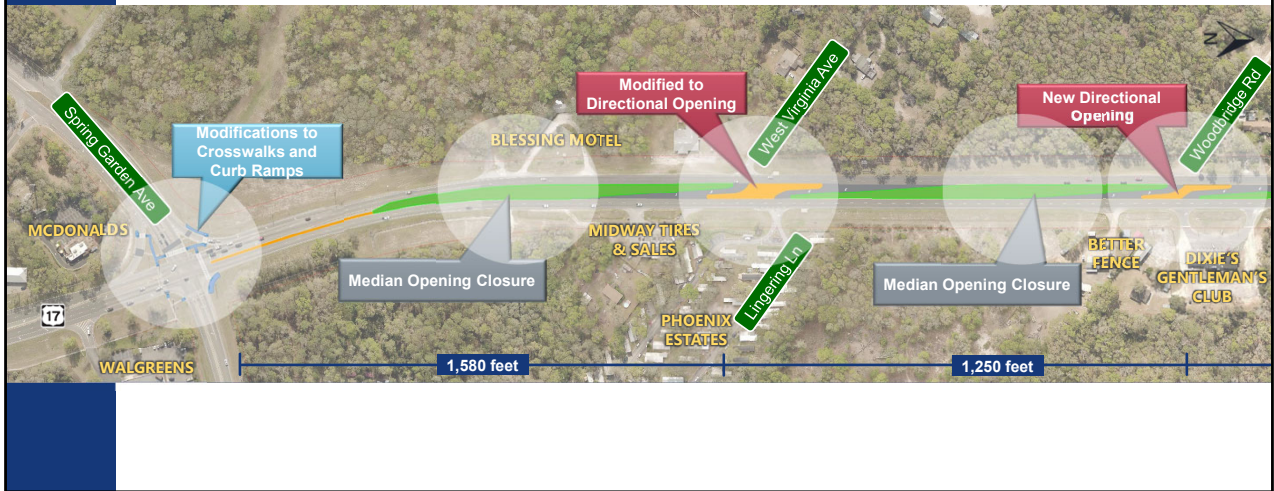 Spring Garden Ave
Modifications to
Crosswalks and
Curb Ramps
MCDONALDS
17
WALGREENS
BLESSING MOTEL
Median Opening Closure
MIDWAY TIRES
& SALES
Modified to
Directional Opening
West Virginia Ave
Lingering Ln
PHOENIX
ESTATES
1,580 feet
New Directional
Opening
Woodbridge Rd
N
Median Opening Closure
BETTER
FENCE
DIXIE'S
GENTLEMAN'S
CLUB
1,250 feet